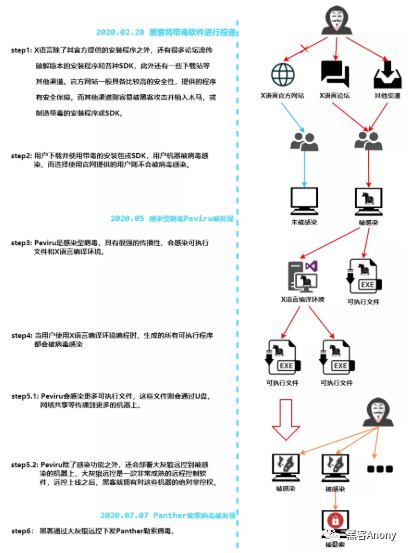 2020.02.28 黑客将带毒软件进行投递
step1: X语言除了其官方提供的安装程序之外，还有很多论坛流传
破解版本的安装程序和各种SDK，此外还有一些下载站等
其他渠道。官方网站一般具备比较高的安全性，提供的程序
有安全保障。而其他渠道则容易被黑客攻击并植入木马，或
制造带毒的安装程序或SDK。
X语言官方网站
X语言论坛
其他渠道
step2: 用户下载并使用带毒的安装包或SDK，用户机器被病毒感
染，而选择使用官网提供的用户则不会被病毒感染。
未被感染
被感染
2020.05 感染型病毒Peviru被发现
step3: Peviru是感染型病毒，具有很强的传播性，会感染可执行
文件和X语言编译环境。
EXE
X语言编译环境
可执行文件
step4: 当用户使用X语言编译环境编程时，生成的所有可执行程序
都会被病毒感染
EXE
EXE
可执行文件
可执行文件
step5.1: Peviru会感染更多可执行文件，这些文件则会通过U盘，
网络共享等传播到更多的机器上。
step5.2: Peviru除了感染功能之外，还会部署大灰狼远控到被感
染的机器上，大灰狼远控是一款非常成熟的远程控制软
件，远控上线之后，黑客就拥有对这些机器的绝对掌控权。
被感染
被感染
2020.07.07 Panther勒索病毒被发现
step6: 黑客通过大灰狼远控下发Panther勒索病毒。
被勒索
黑客Anony